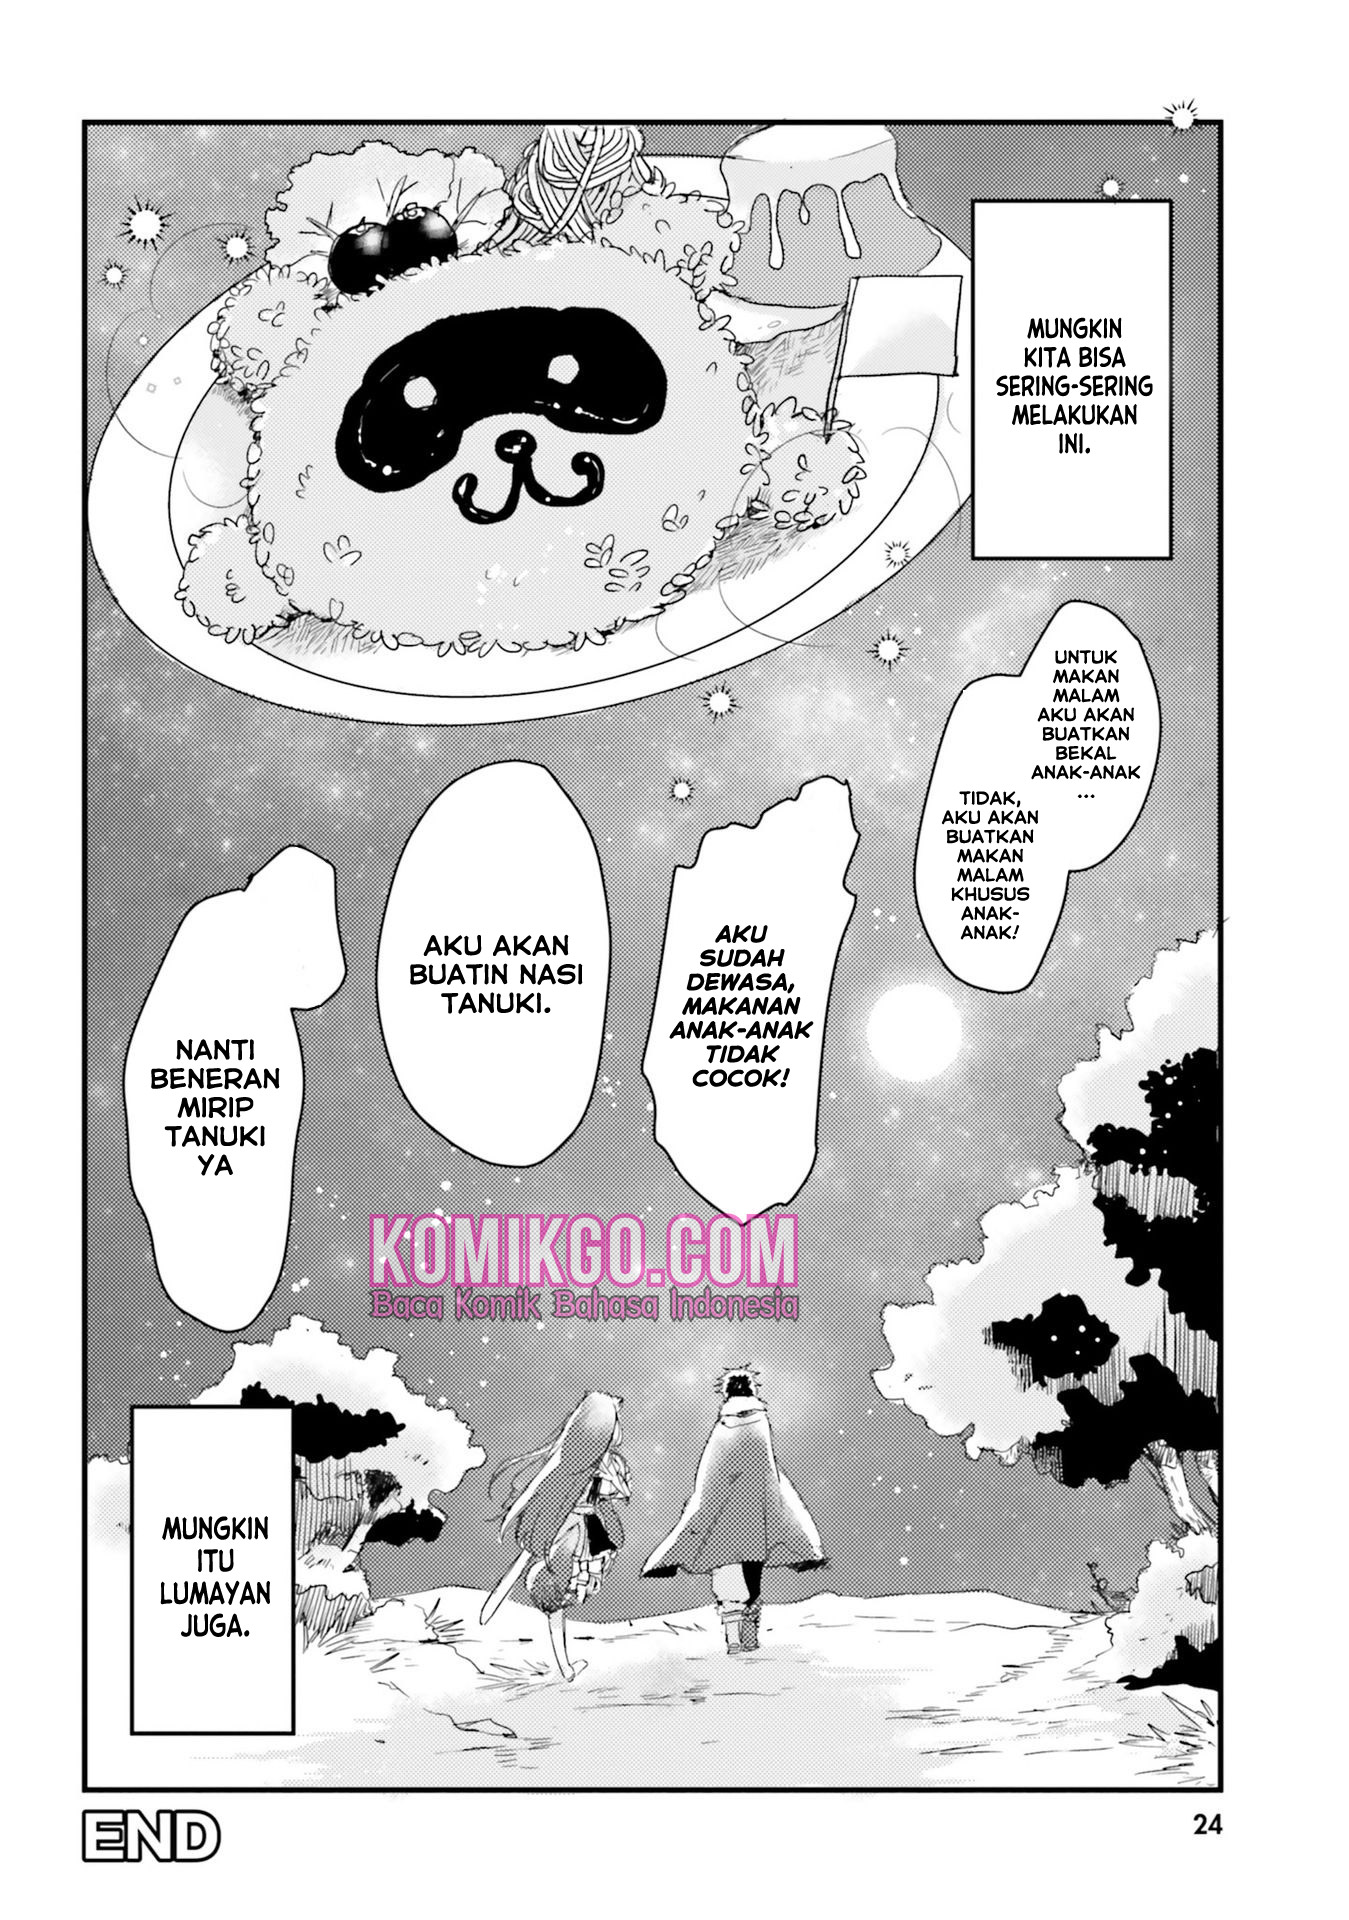 MUNGKIN
KITA BISA
SERING-SERING
MELAKUKAN
INI.
UNTUK
MAKAN
MALAM
AKU AKAN
BUATKAN
BEKAL
ANAK-ANAK
...
TIDAK,
AKU AKAN
BUATKAN
MAKAN
MALAM
KHUSUS
ANAK-
ANAK!
AKU
SUDAH
DEWASA,
MAKANAN
ANAK-ANAK
TIDAK
COCOK!
AKU AKAN
BUATIN NASI
TANUKI.
NANTI
BENERAN
MIRIP
TANUKI
YA
KOMIKGO.COM
Baca Komik Bahasa Indonesia
MUNGKIN
ITU
LUMAYAN
JUGA.
END
24